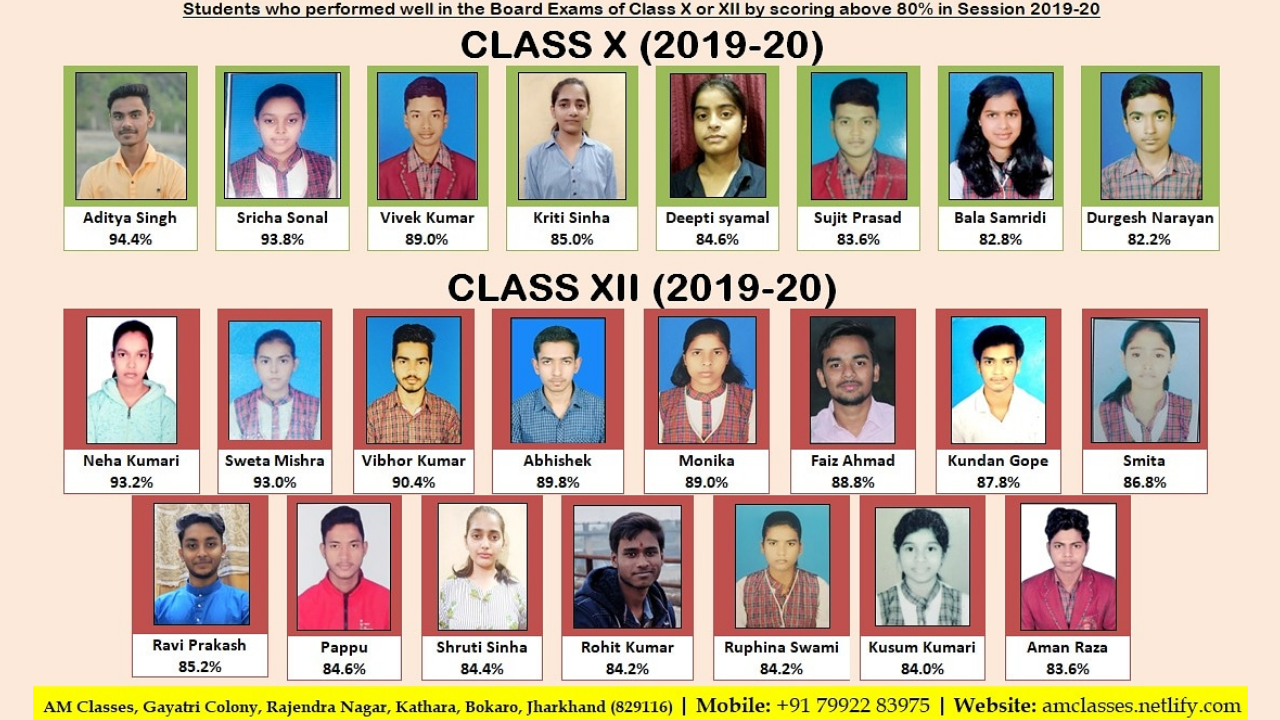 Students who performed well in the Board Exams of Class X or XII by scoring above 80% in Session 2019-20
CLASS X (2019-20)
Aditya Singh Sricha Sonal Vivek Kumar Kriti Sinha Deepti syamal Sujit Prasad Bala Samridi Durgesh Narayan
94.4% 93.8% 89.0% 85.0% 84.6% 83.6% 82.8% 82.2%
CLASS XII (2019-20)
Neha Kumari Sweta Mishra Vibhor Kumar Abhishek Monika Faiz Ahmad Kundan Gope Smita
93.2% 93.0% 90.4% 89.8% 89.0% 88.8% 87.8% 86.8%
Ravi Prakash Pappu Shruti Sinha Rohit Kumar Ruphina Swami Kusum Kumari Aman Raza
85.2% 84.6% 84.4% 84.2% 84.2% 84.0% 83.6%
AM Classes, Gayatri Colony, Rajendra Nagar, Kathara, Bokaro, Jharkhand (829116) | Mobile: +91 79922 83975 | Website: amclasses.netlify.com